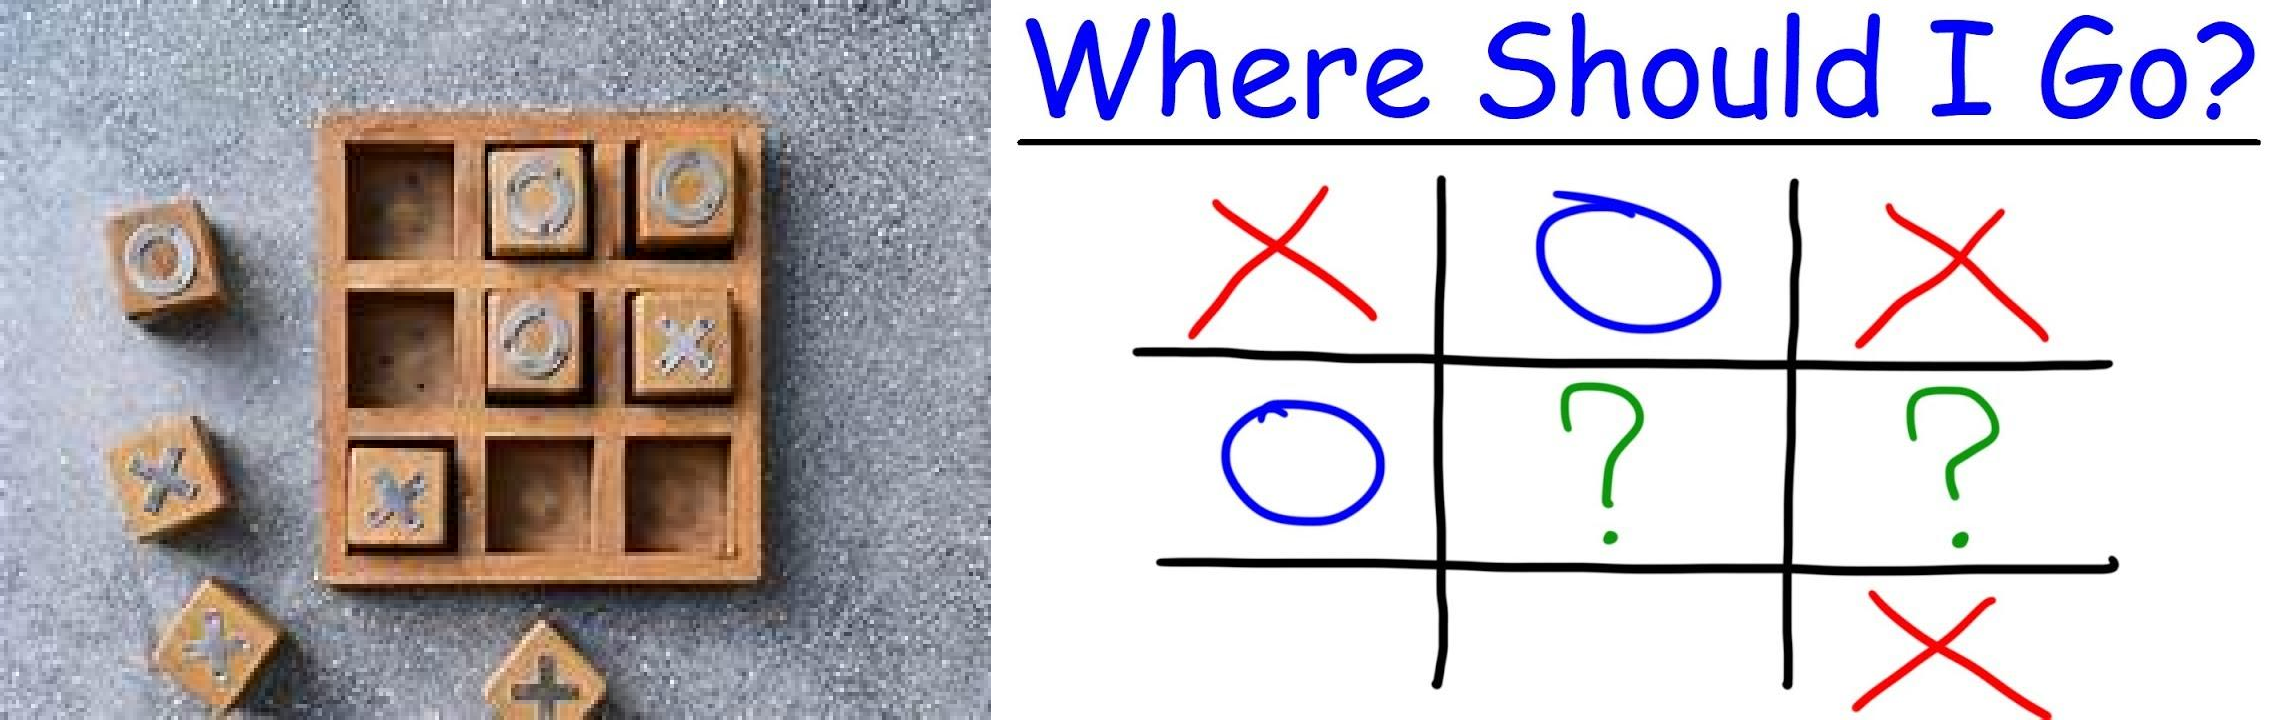 Where Should I Go?
O O
O X
X
O
X
X
X O X
O ? ?
X